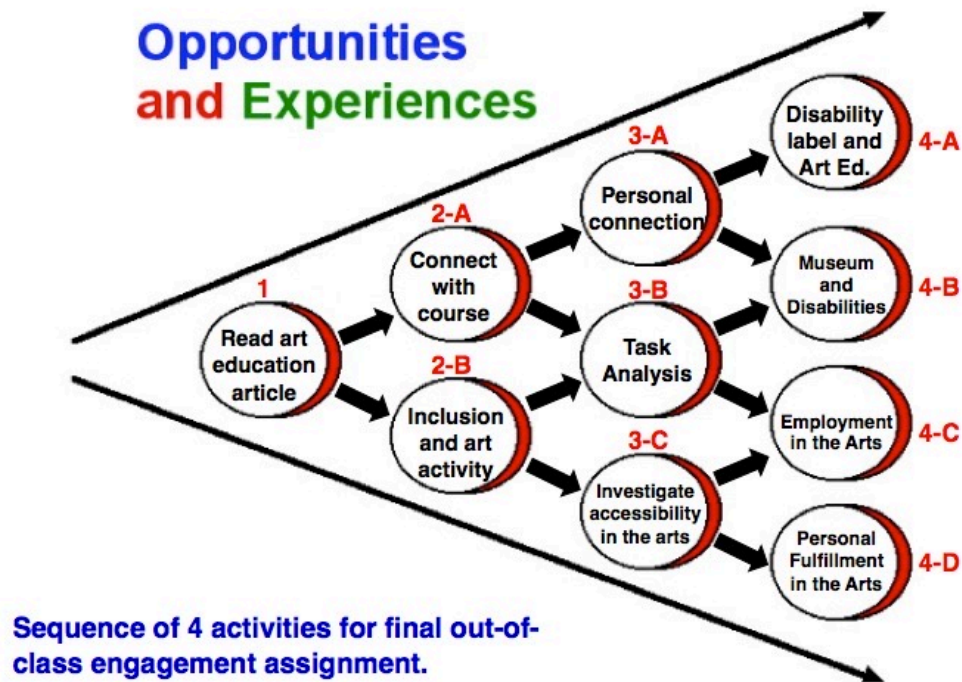 Opportunities
and Experiences
1
Read art
education
article
2-A
Connect
with
course
2-B
Inclusion
and art
activity
3-A
Personal
connection
3-B
Task
Analysis
3-C
Investigate
accessibility
in the arts
Disability
label and
Art Ed.
4-A
Museum
and
Disabilities
4-B
Employment
in the Arts
4-C
Personal
Fulfillment
in the Arts
4-D
Sequence of 4 activities for final out-of-
class engagement assignment.